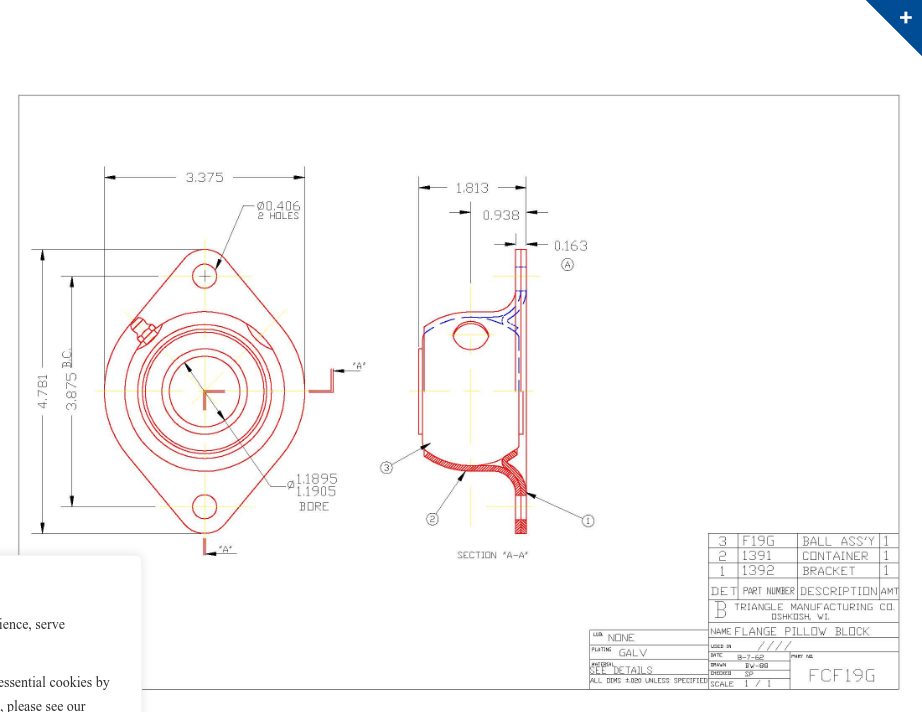 +
3.375
Ø0.406
2 HOLES
4.781
3.875 B.C.
"A"
Ø 1.1895
1.1905
BORE
"A"
1.813
0.938
0.163
A
3
2
1
SECTION "A-A"
3 F19G BALL ASS'Y 1
2 1391 CONTAINER 1
1 1392 BRACKET 1
DET PART NUMBER DESCRIPTION AMT
B TRIANGLE MANUFACTURING CO.
OSHKOSH, WI.
NAME FLANGE PILLOW BLOCK
USED ON ////
DATE 8-7-62
DRAWN BW-88
CHECKED SP
SCALE 1 / 1
PART NO.
FCF19G
LUB. NONE
PLATING GALV
MATERIAL
SEE DETAILS
ALL DIMS ±.020 UNLESS SPECIFIED
ience, serve
essential cookies by
, please see our